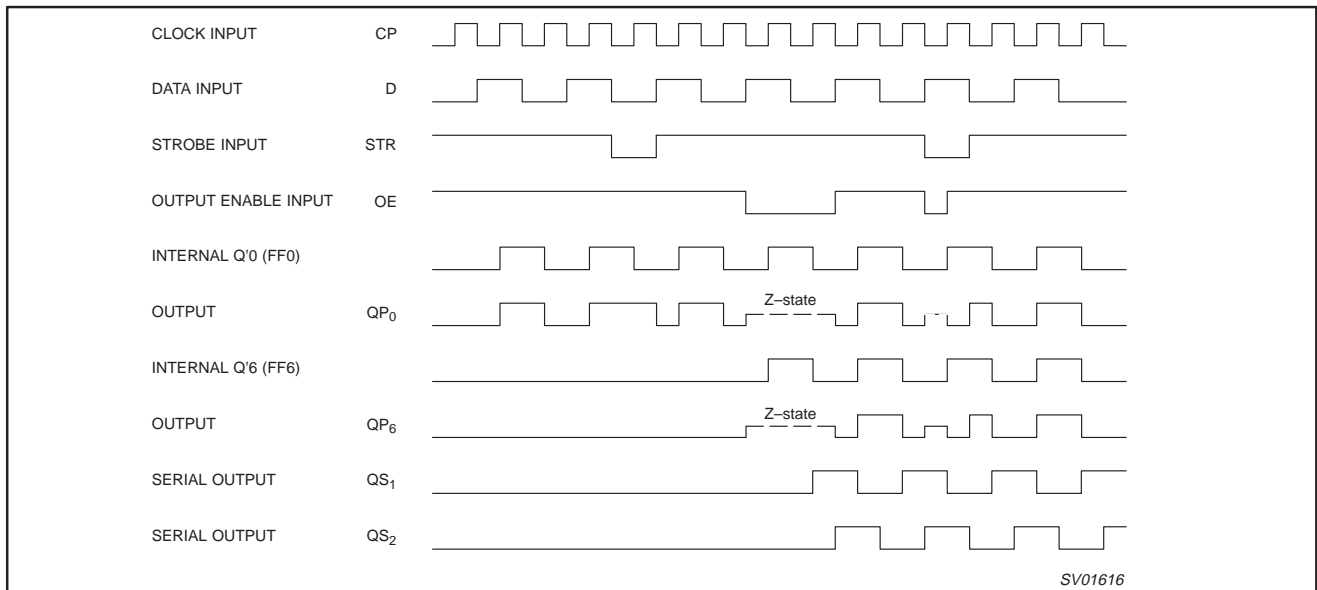 CLOCK INPUT CP
DATA INPUT D
STROBE INPUT STR
OUTPUT ENABLE INPUT OE
INTERNAL Q'0 (FF0)
OUTPUT QP0
Z–state
INTERNAL Q'6 (FF6)
OUTPUT QP6
Z–state
SERIAL OUTPUT QS1
SERIAL OUTPUT QS2
SV01616